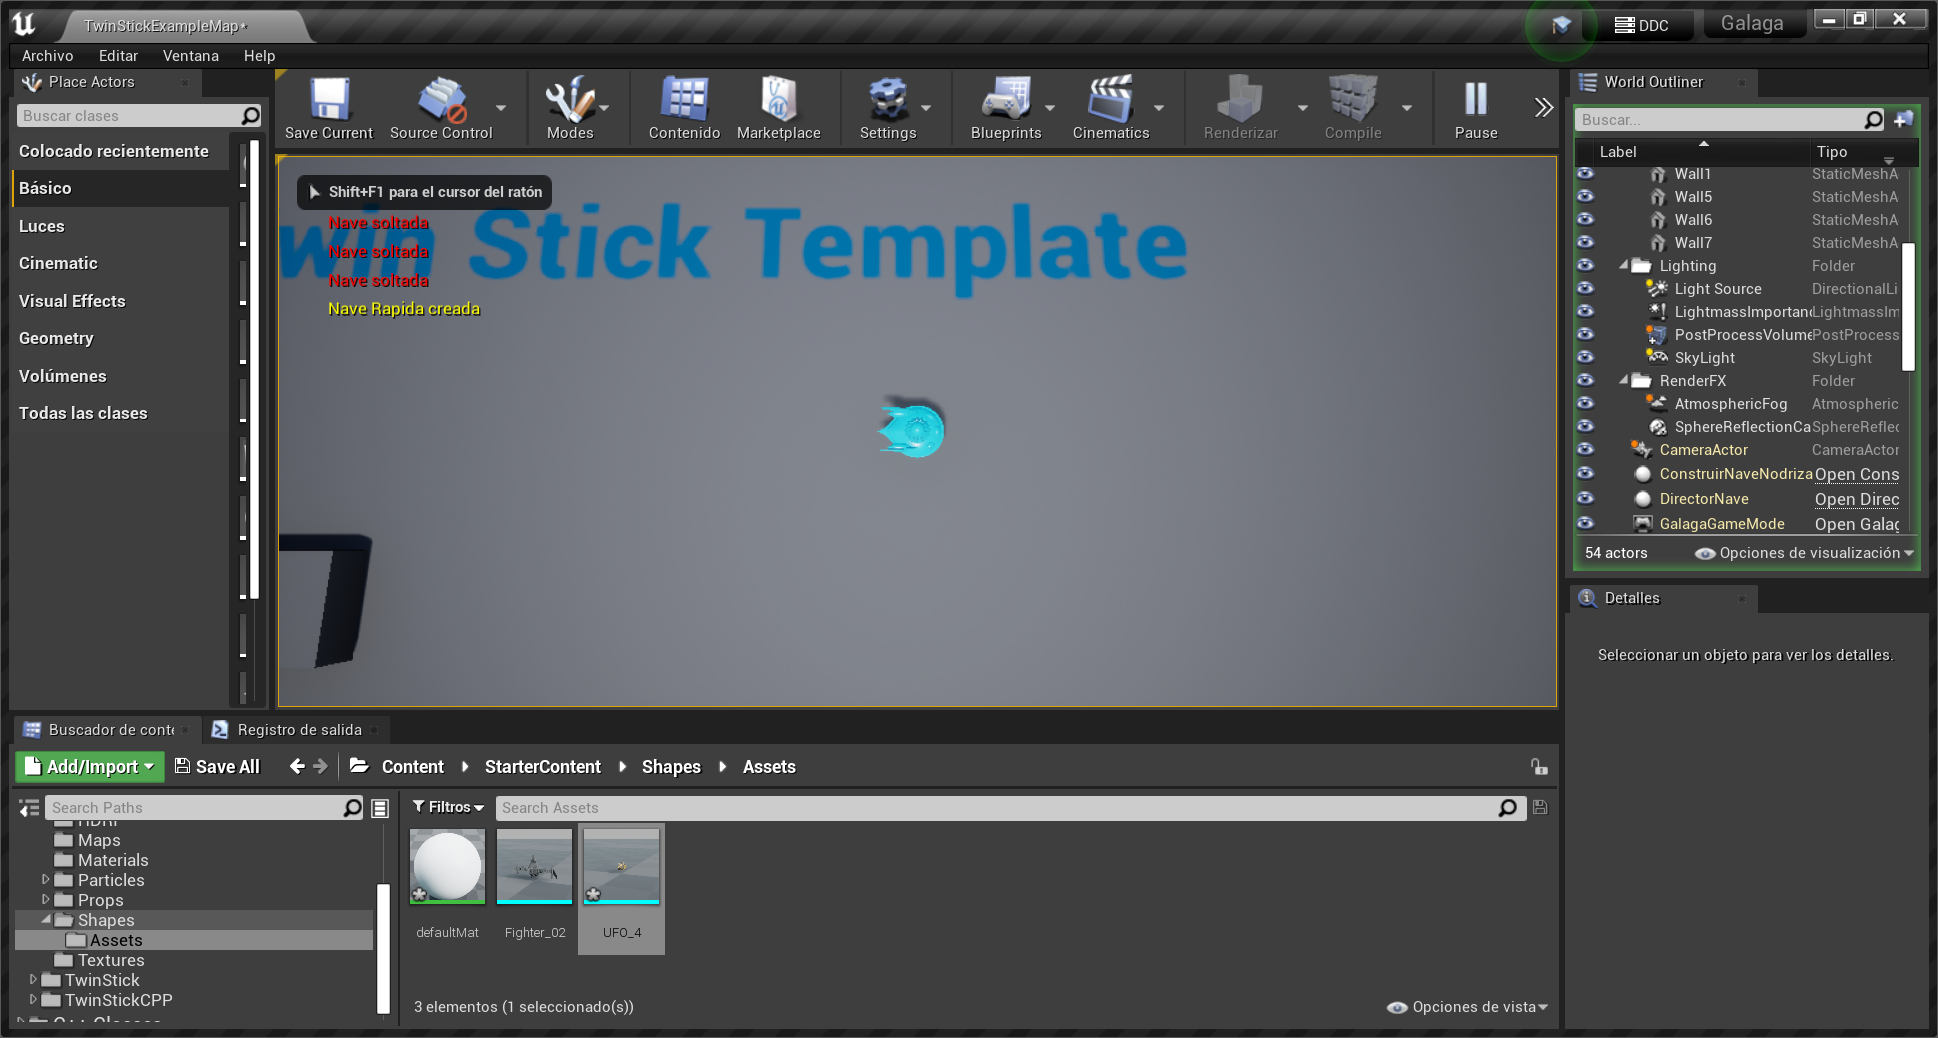 TwinStickExampleMap*
DDC
Galaga
Archivo Editar Ventana Help
Place Actors
Buscar clases
Colocado recientemente
Básico
Luces
Cinematic
Visual Effects
Geometry
Volúmenes
Todas las clases
Save Current
Source Control
Modes
Contenido
Marketplace
Settings
Blueprints
Cinematics
Renderizar
Compile
Pause
Shift+F1 para el cursor del ratón
Nave soltada
Nave soltada
Nave soltada
Nave Rapida creada
Stick Template
World Outliner
Buscar...
Label Tipo
Wall1 StaticMeshA
Wall5 StaticMeshA
Wall6 StaticMeshA
Wall7 StaticMeshA
Lighting Folder
Light Source DirectionalLi
LightmassImportanc LightmassIm
PostProcessVolume PostProcess
SkyLight SkyLight
RenderFX Folder
AtmosphericFog Atmospheric
SphereReflectionCa SphereReflec
CameraActor CameraActor
ConstruirNaveNodriza Open Cons
DirectorNave Open Direc
GalagaGameMode Open Galag
54 actors Opciones de visualización
Detalles
Seleccionar un objeto para ver los detalles.
Buscador de conte
Registro de salida
Add/Import Save All Content StarterContent Shapes Assets
Search Paths
HDRI
Maps
Materials
Particles
Props
Shapes
Assets
Textures
TwinStick
TwinStickCPP
C++ Classes
Filtros Search Assets
defaultMat
Fighter_02
UFO_4
3 elementos (1 seleccionado(s)) Opciones de vista